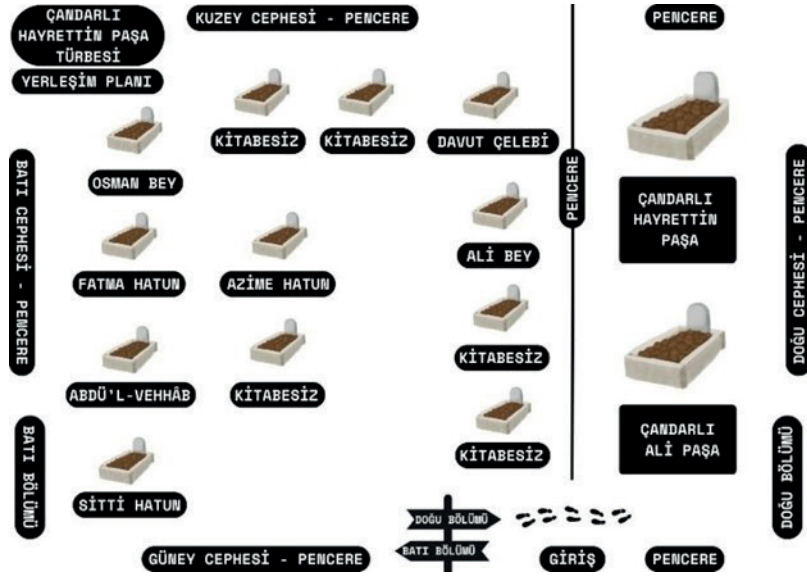 ÇANDARLI
HAYRETTİN PAŞA
TÜRBESİ
YERLEŞİM PLANI
KUZEY CEPHESİ - PENCERE
PENCERE
KİTABESİZ
KİTABESİZ
DAVUT ÇELEBİ
OSMAN BEY
BATI CEPHESİ - PENCERE
PENCERE
ÇANDARLI
HAYRETTİN
PAŞA
DOĞU CEPHESİ - PENCERE
FATMA HATUN
AZİME HATUN
ALİ BEY
KİTABESİZ
ABDÜ'L-VEHHÂB
KİTABESİZ
ÇANDARLI
ALİ PAŞA
KİTABESİZ
BATI BÖLÜMÜ
DOĞU BÖLÜMÜ
SİTTİ HATUN
DOĞU BÖLÜMÜ
BATI BÖLÜMÜ
GÜNEY CEPHESİ - PENCERE
GİRİŞ
PENCERE